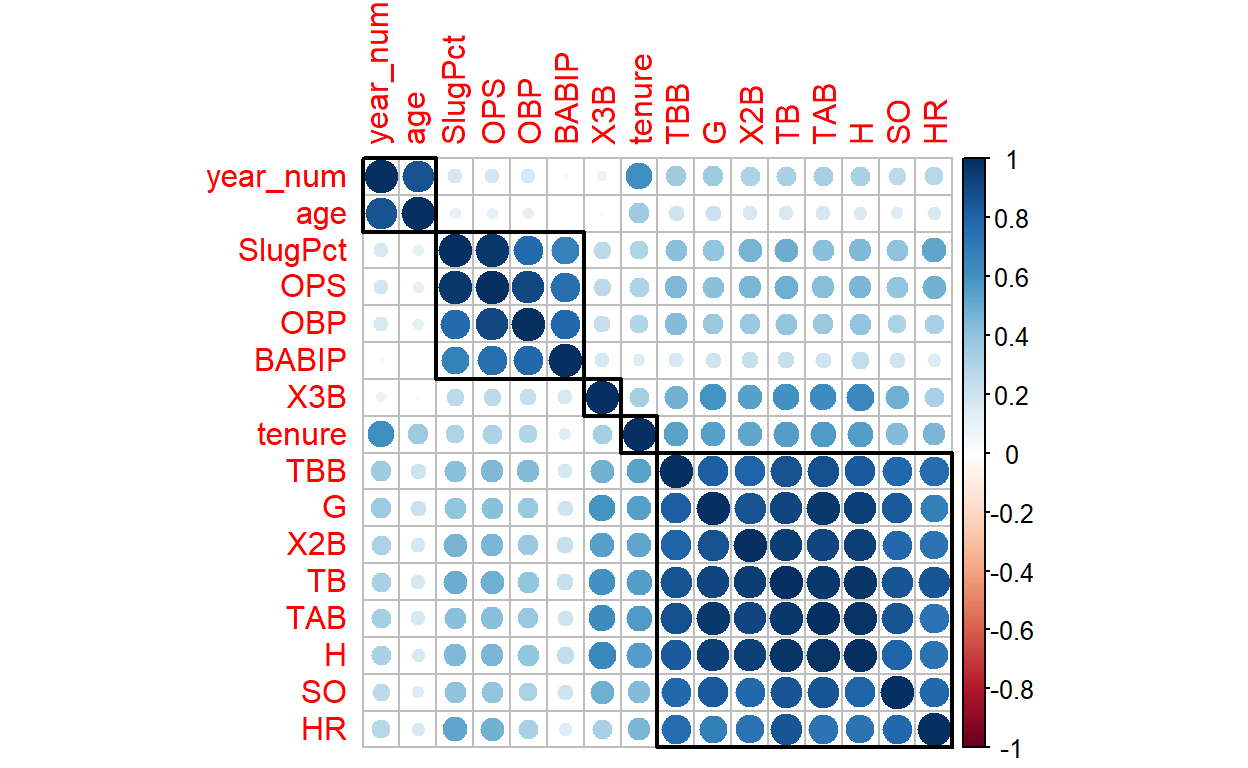 year_num
age
SlugPct
OPS
OBP
BABIP
X3B
tenure
TBB
G
X2B
TB
TAB
H
SO
HR
year_num
age
SlugPct
OPS
OBP
BABIP
X3B
tenure
TBB
G
X2B
TB
TAB
H
SO
HR
1
0.8
0.6
0.4
0.2
0
-0.2
-0.4
-0.6
-0.8
-1